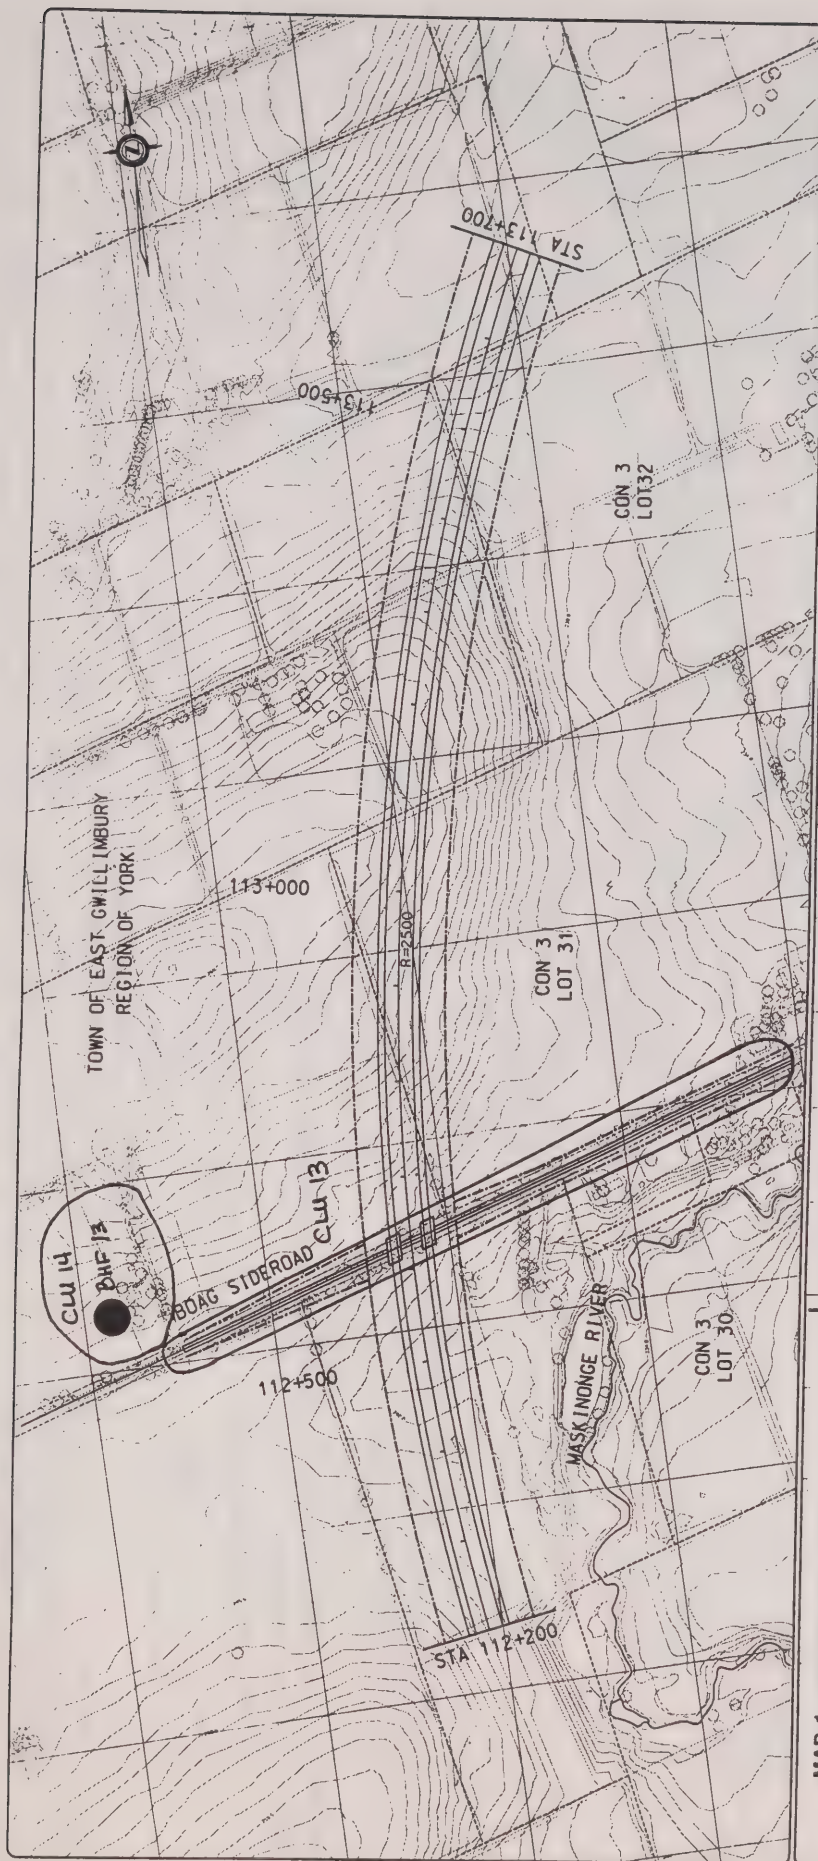 N
STA 113+700
113+500
CON 3
LOT32
TOWN OF EAST GWILLIMBURY
REGION OF YORK
113+000
R=2500
CON 3
LOT 31
CLU 14
BHF 13
BOAG SIDEROAD
CLU 13
112+500
MASKINONGE RIVER
CON 3
LOT 30
STA 112+200